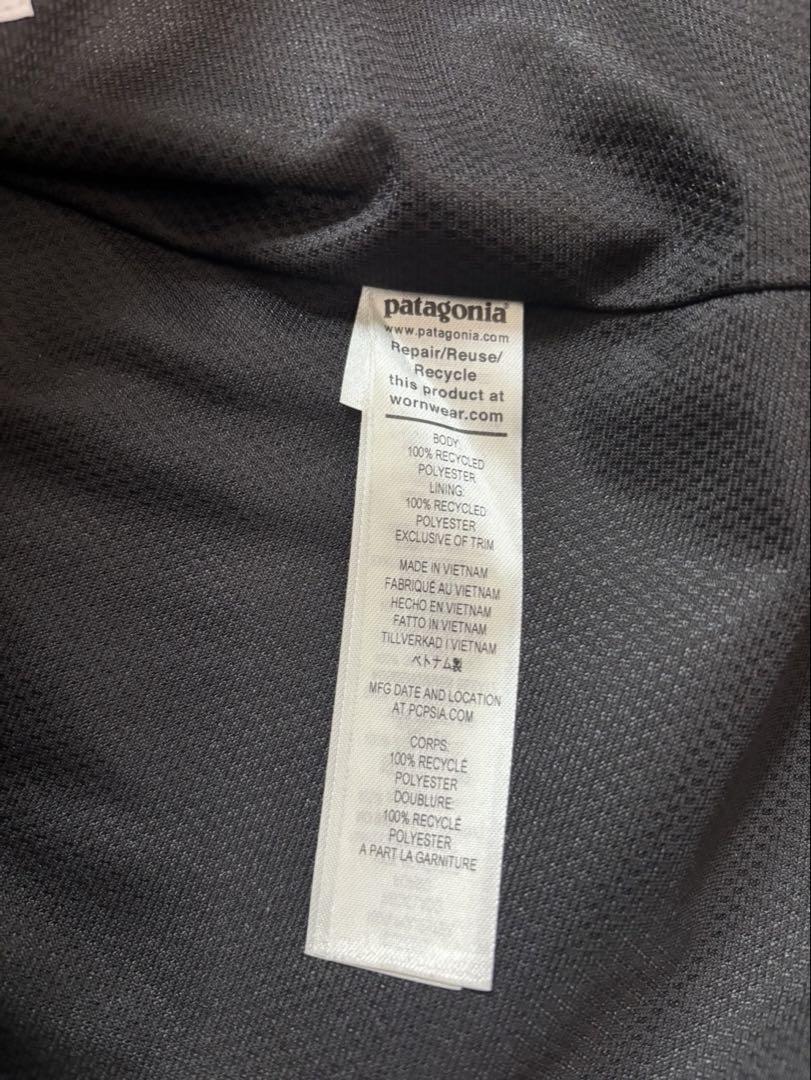 patagonia®
www.patagonia.com
Repair/Reuse/
Recycle
this product at
wornwear.com
BODY:
100% RECYCLED
POLYESTER
LINING:
100% RECYCLED
POLYESTER
EXCLUSIVE OF TRIM
MADE IN VIETNAM
FABRIQUÉ AU VIETNAM
HECHO EN VIETNAM
FATTO IN VIETNAM
TILLVERKAD I VIETNAM
ベトナム製
MFG DATE AND LOCATION
AT PCPSIA.COM
CORPS:
100% RECYCLÉ
POLYESTER
DOUBLURE:
100% RECYCLÉ
POLYESTER
A PART LA GARNITURE